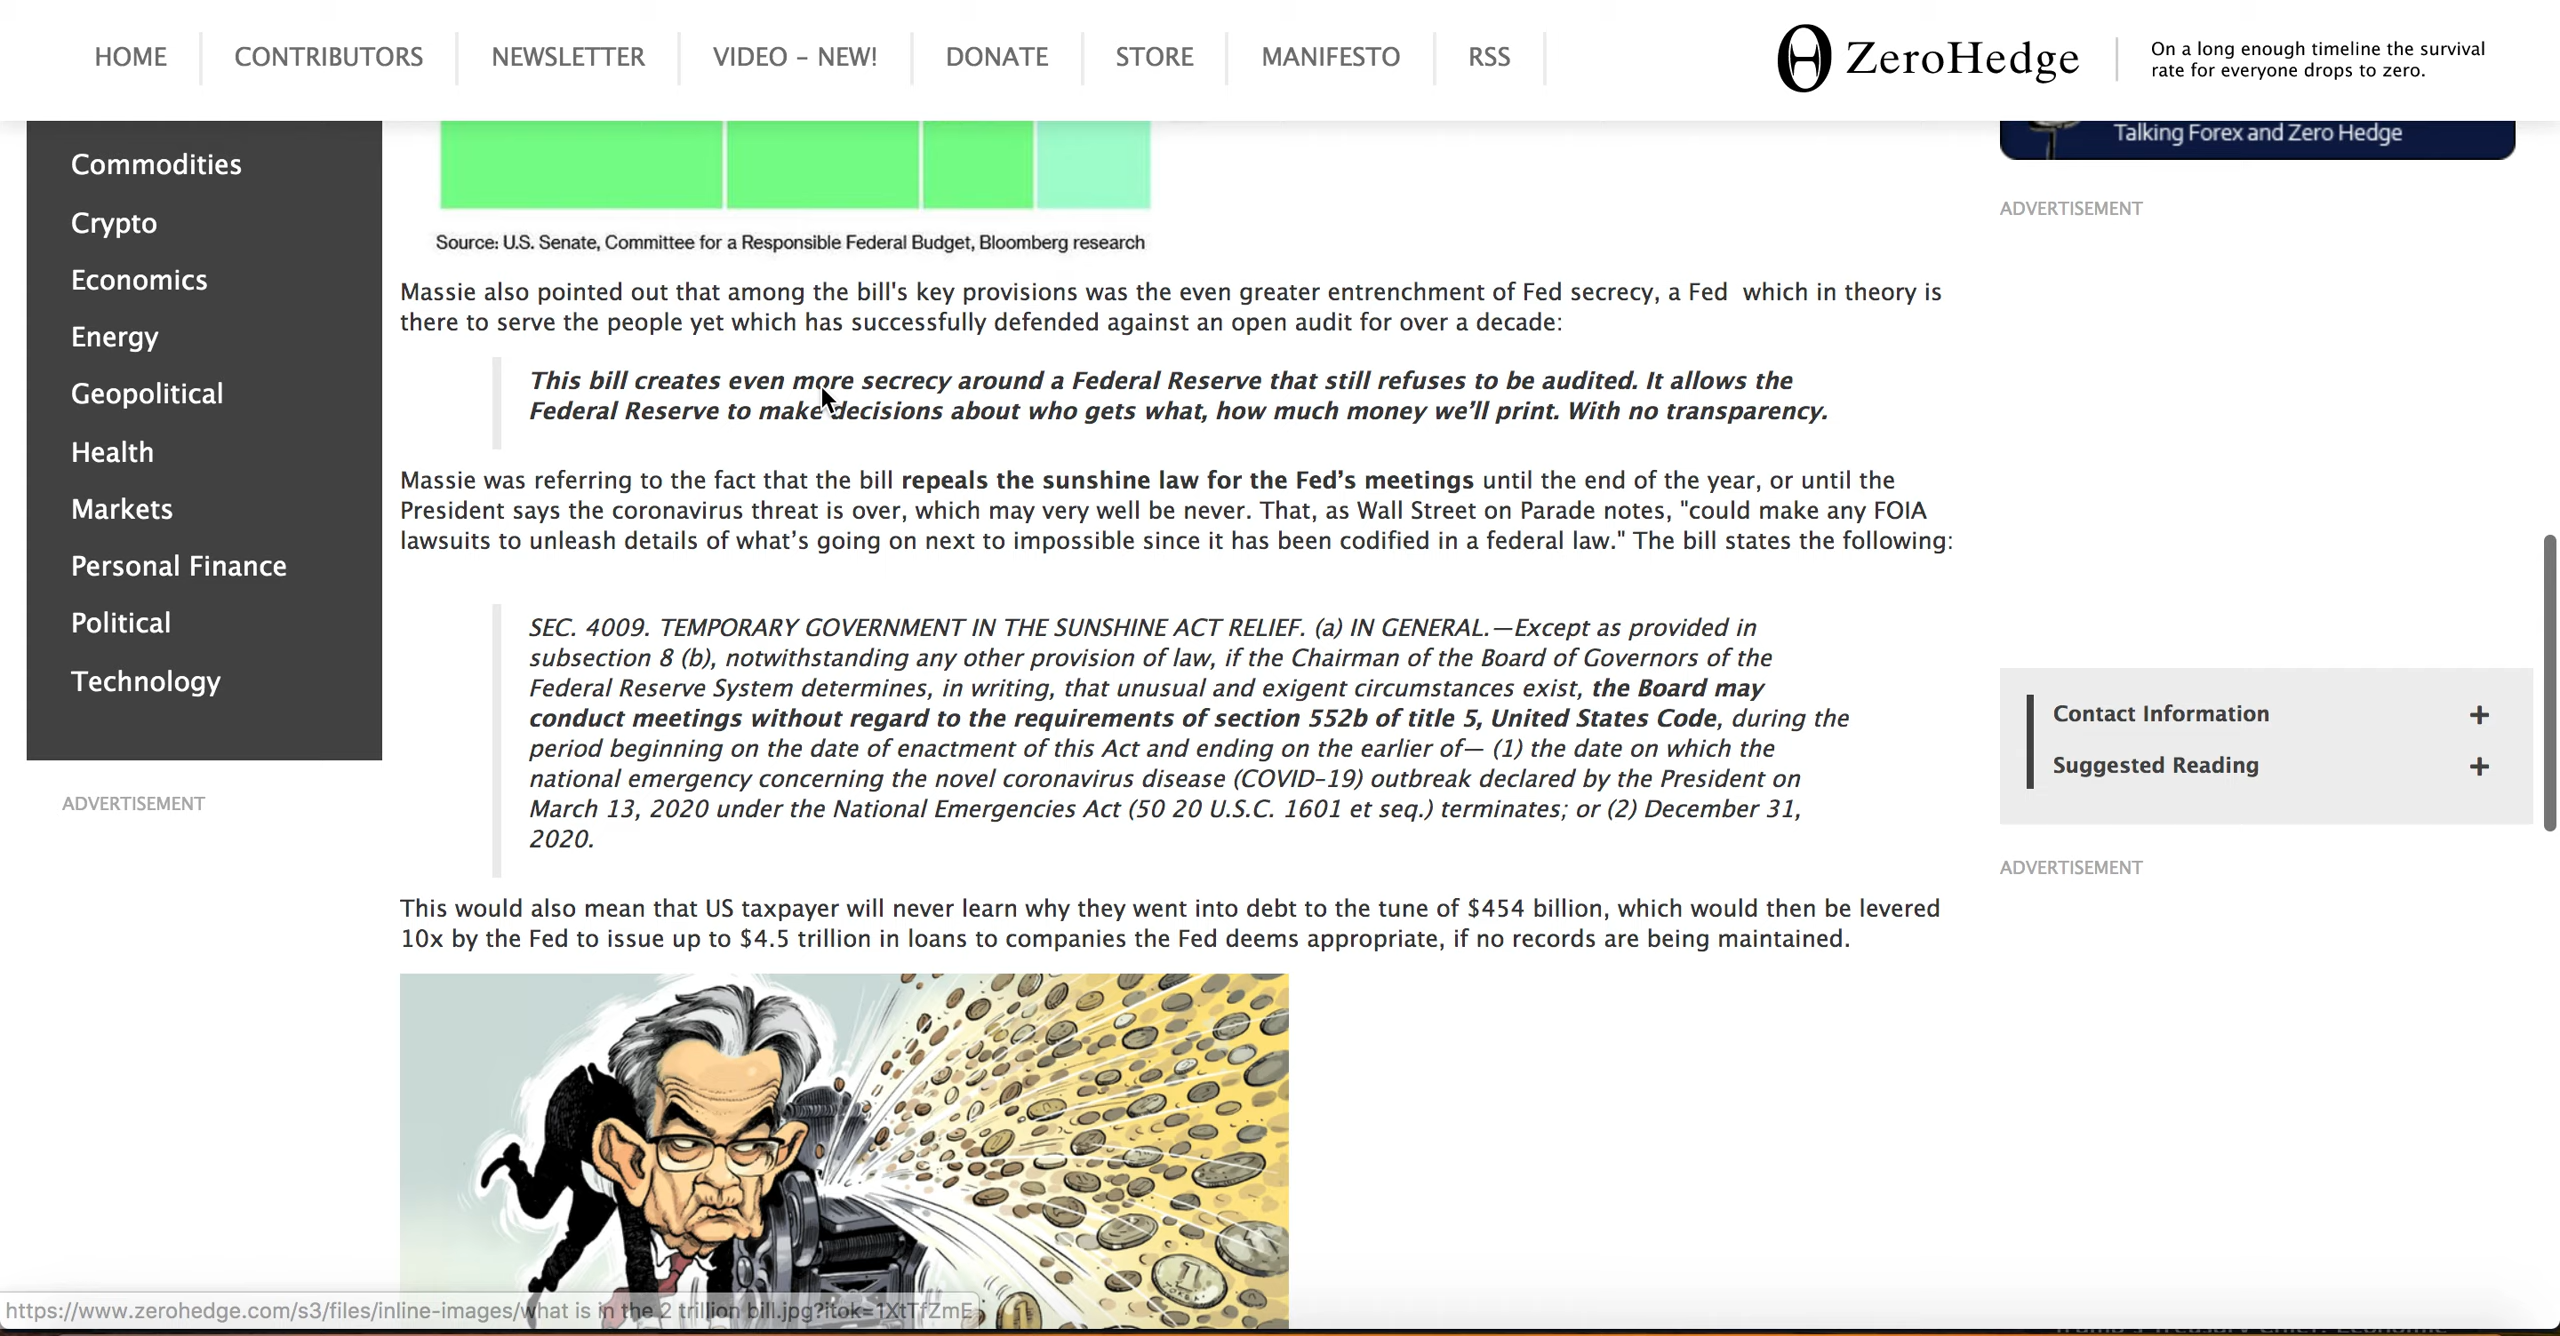 HOME
CONTRIBUTORS
NEWSLETTER
VIDEO – NEW!
DONATE
STORE
MANIFESTO
RSS
ZeroHedge
On a long enough timeline the survival
rate for everyone drops to zero.
Commodities
Crypto
Economics
Energy
Geopolitical
Health
Markets
Personal Finance
Political
Technology
ADVERTISEMENT
Source: U.S. Senate, Committee for a Responsible Federal Budget, Bloomberg research
Massie also pointed out that among the bill's key provisions was the even greater entrenchment of Fed secrecy, a Fed  which in theory is
there to serve the people yet which has successfully defended against an open audit for over a decade:
This bill creates even more secrecy around a Federal Reserve that still refuses to be audited. It allows the
Federal Reserve to make decisions about who gets what, how much money we’ll print. With no transparency.
Massie was referring to the fact that the bill repeals the sunshine law for the Fed’s meetings until the end of the year, or until the
President says the coronavirus threat is over, which may very well be never. That, as Wall Street on Parade notes, "could make any FOIA
lawsuits to unleash details of what’s going on next to impossible since it has been codified in a federal law." The bill states the following:
SEC. 4009. TEMPORARY GOVERNMENT IN THE SUNSHINE ACT RELIEF. (a) IN GENERAL.—Except as provided in
subsection 8 (b), notwithstanding any other provision of law, if the Chairman of the Board of Governors of the
Federal Reserve System determines, in writing, that unusual and exigent circumstances exist, the Board may
conduct meetings without regard to the requirements of section 552b of title 5, United States Code, during the
period beginning on the date of enactment of this Act and ending on the earlier of— (1) the date on which the
national emergency concerning the novel coronavirus disease (COVID–19) outbreak declared by the President on
March 13, 2020 under the National Emergencies Act (50 20 U.S.C. 1601 et seq.) terminates; or (2) December 31,
2020.
This would also mean that US taxpayer will never learn why they went into debt to the tune of $454 billion, which would then be levered
10x by the Fed to issue up to $4.5 trillion in loans to companies the Fed deems appropriate, if no records are being maintained.
1
1
Talking Forex and Zero Hedge
ADVERTISEMENT
Contact Information +
Suggested Reading +
ADVERTISEMENT
https://www.zerohedge.com/s3/files/inline-images/what is in the 2 trillion bill.jpg?itok=1XtTfZmE